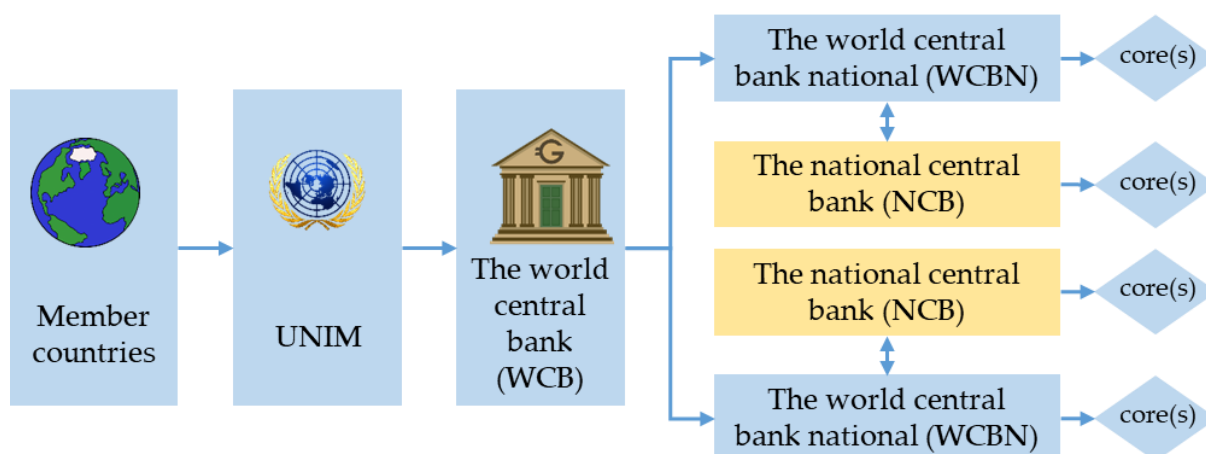 Member
countries
UNIM
The world
central
bank
(WCB)
The world central
bank national (WCBN)
core(s)
The national central
bank (NCB)
core(s)
The national central
bank (NCB)
core(s)
The world central
bank national (WCBN)
core(s)